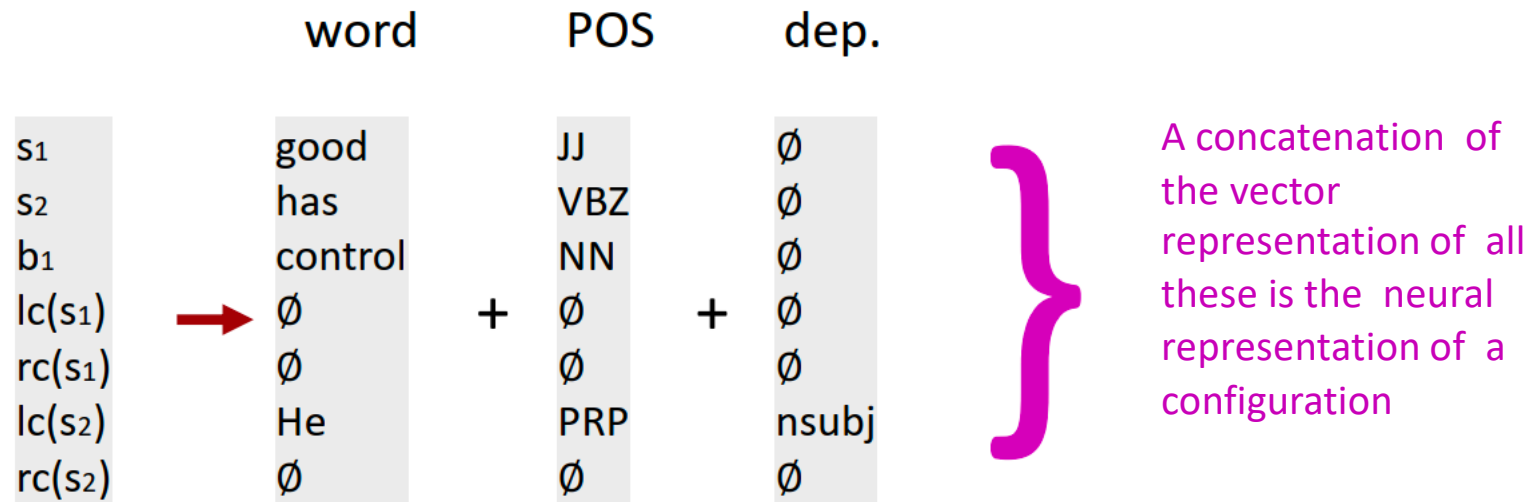 word POS dep.
s1 good JJ Ø
s2 has VBZ Ø
b1 control NN Ø
lc(s1) Ø + Ø + Ø
rc(s1) Ø Ø Ø
lc(s2) He PRP nsubj
rc(s2) Ø Ø Ø
}
A concatenation of
the vector
representation of all
these is the neural
representation of a
configuration